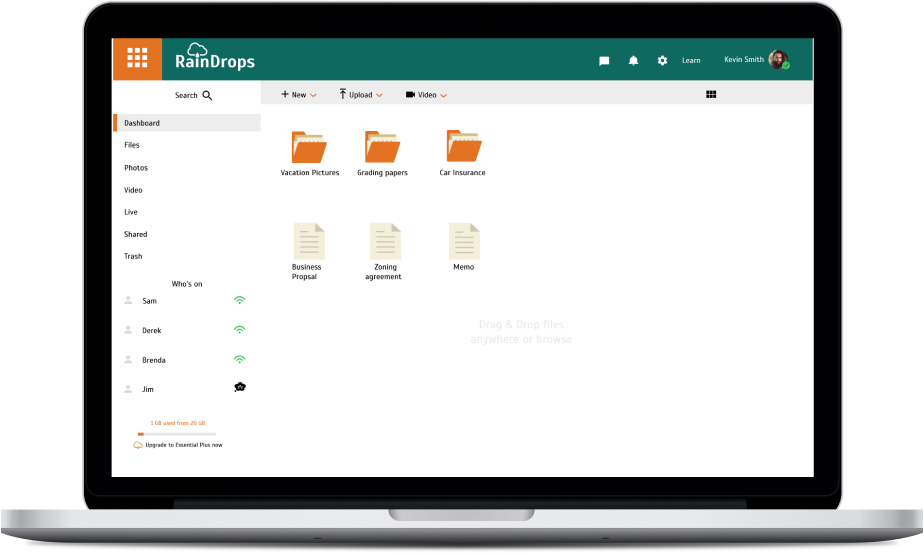 RainDrops
Learn
Kevin Smith
Search
New
Upload
Video
Dashboard
Files
Photos
Video
Live
Shared
Trash
Vacation Pictures
Grading papers
Car Insurance
Business
Propsal
Zoning
agreement
Memo
Drag & Drop files
anywhere or browse
Who's on
Sam
Derek
Brenda
Jim
1 GB used from 20 GB
Upgrade to Essential Plus now